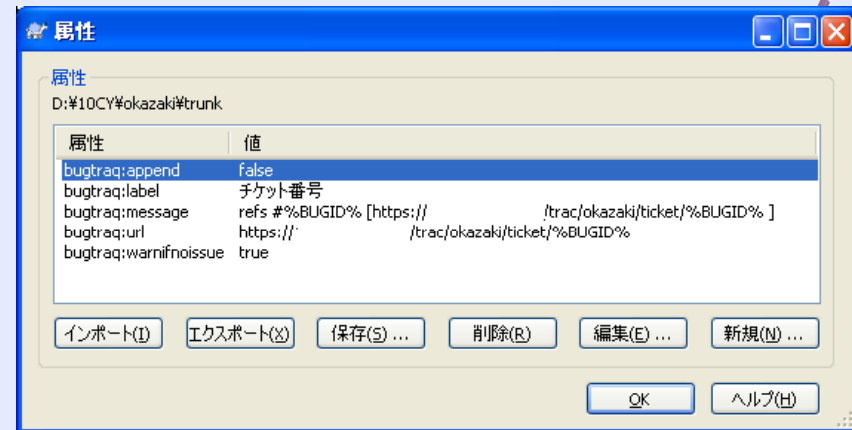 属性
属性
D:¥10CY¥okazaki¥trunk
属性 値
bugtraq:append false
bugtraq:label チケット番号
bugtraq:message refs #%BUGID% [https:// /trac/okazaki/ticket/%BUGID% ]
bugtraq:url https:// /trac/okazaki/ticket/%BUGID%
bugtraq:warnifnoissue true
インポート(I) エクスポート(X) 保存(S) ... 削除(R) 編集(E) ... 新規(N) ...
OK ヘルプ(H)